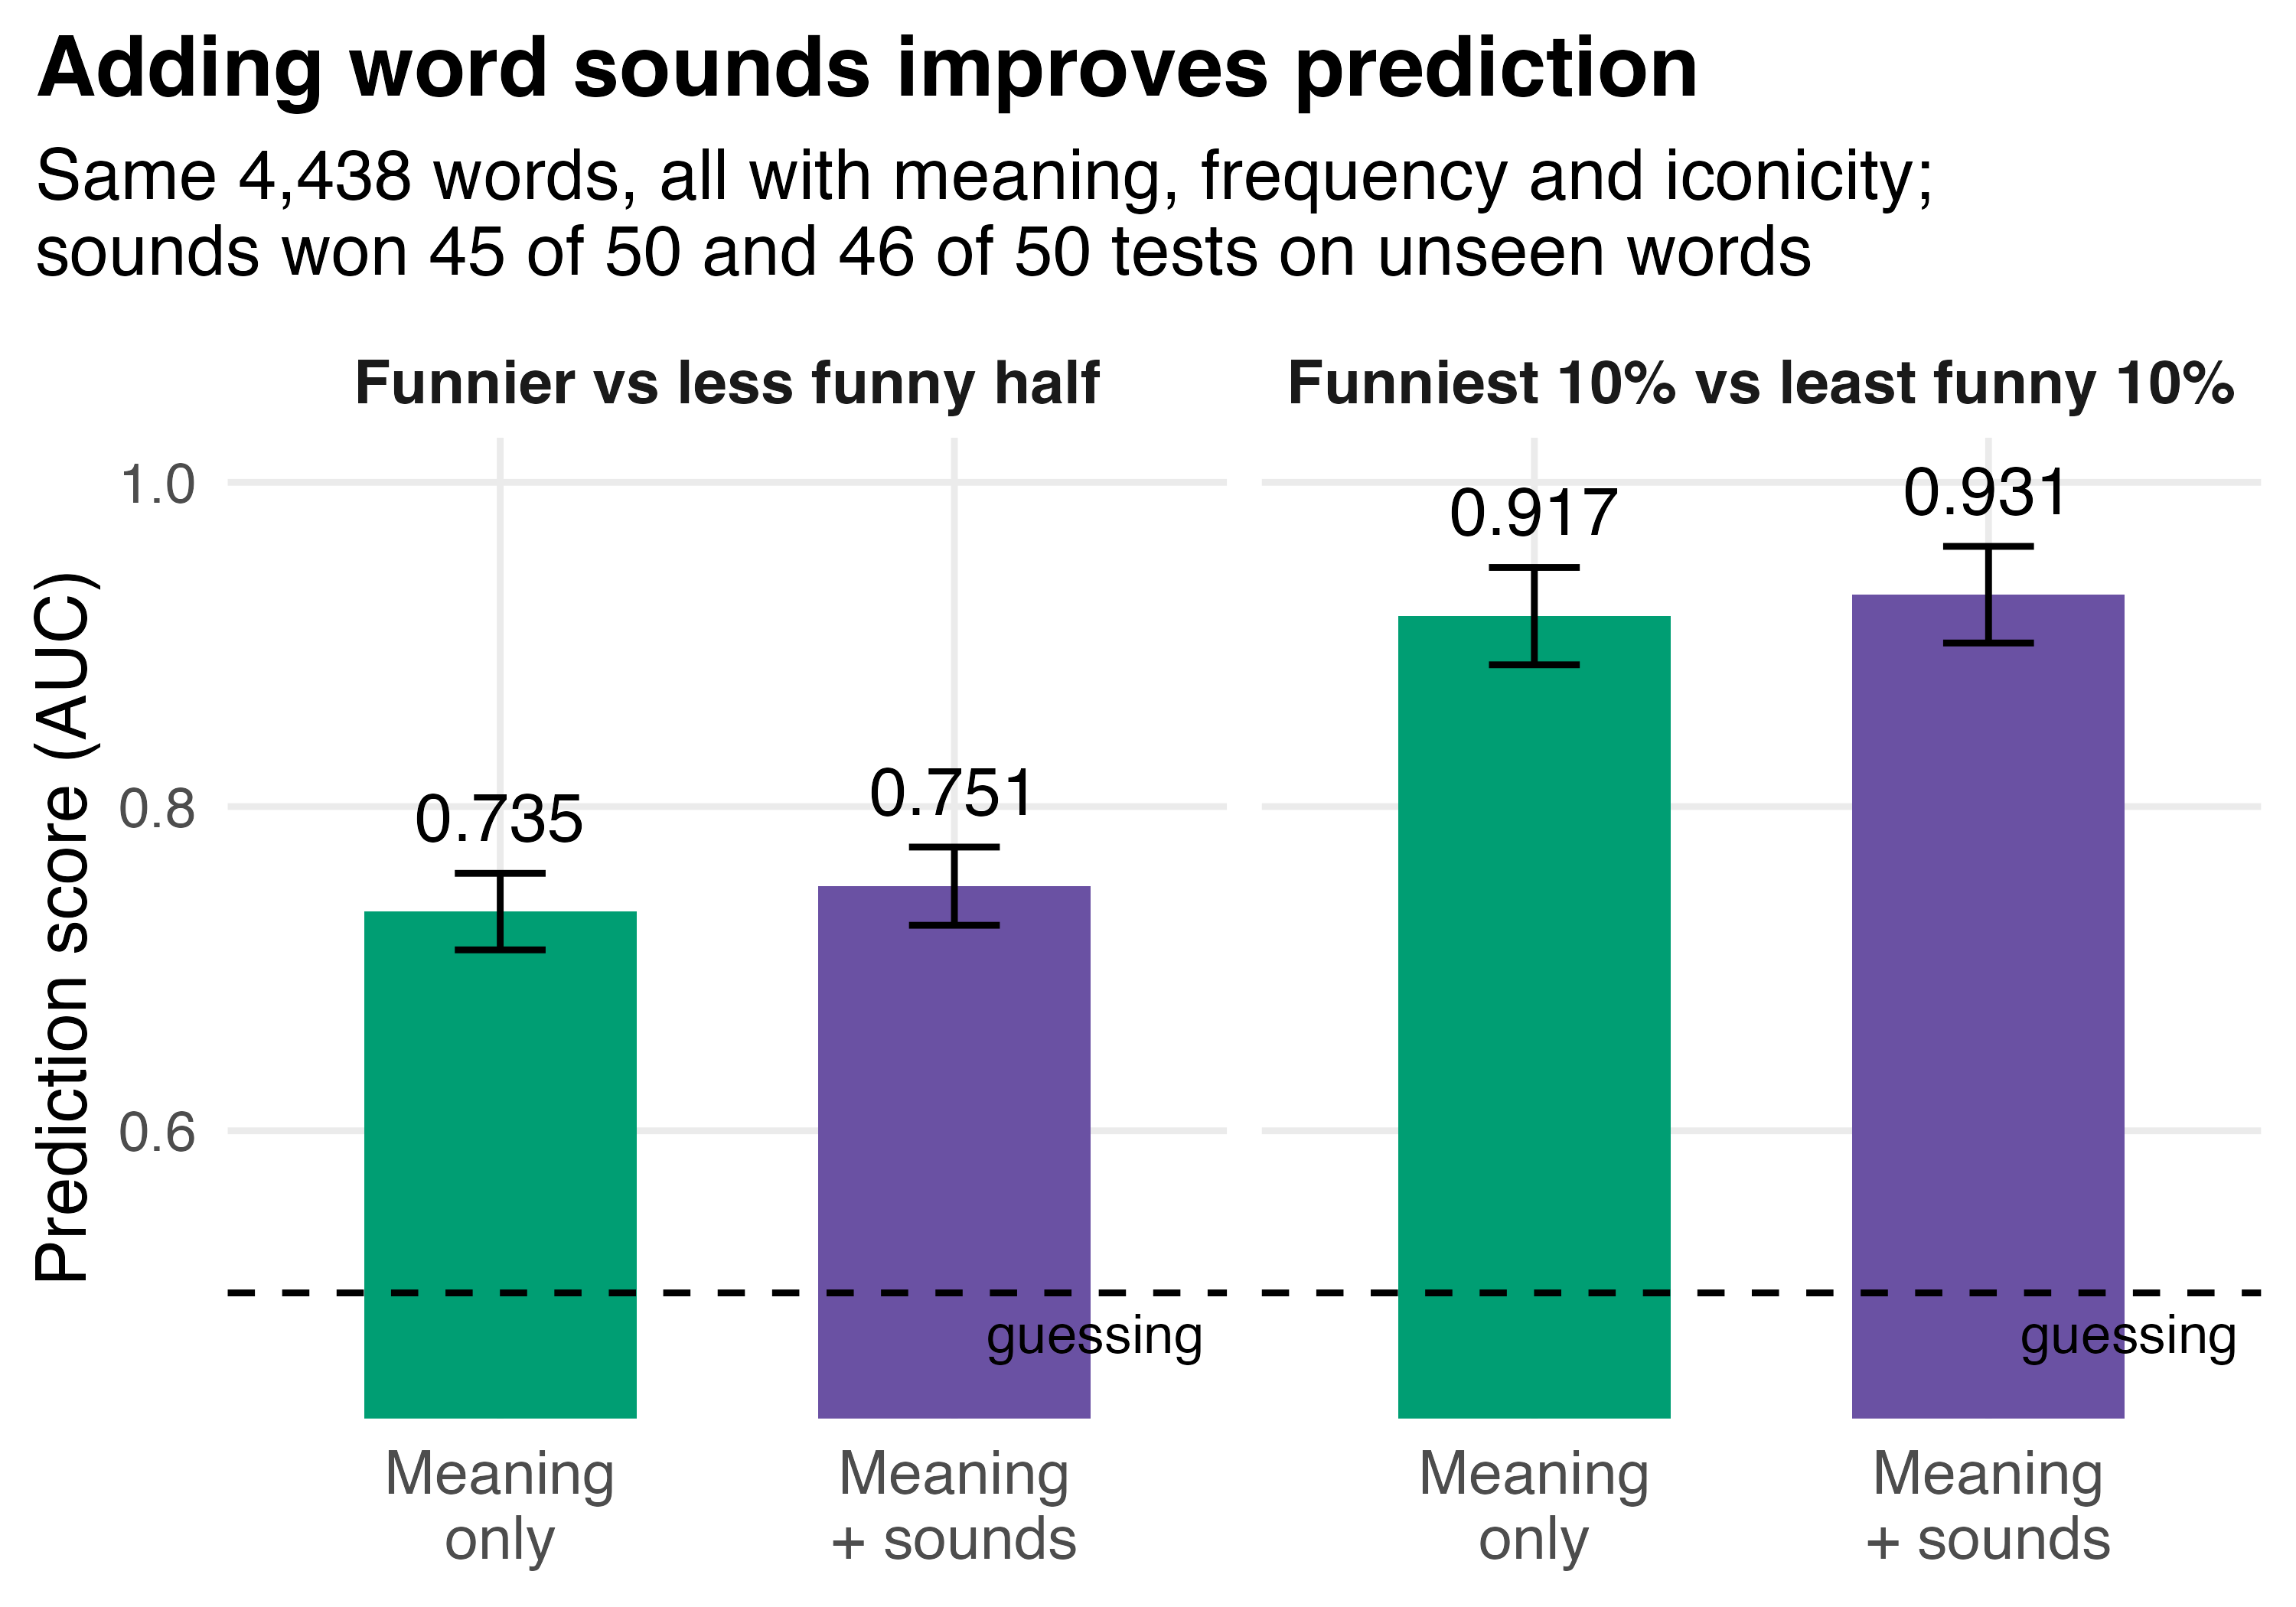 Adding word sounds improves prediction
Same 4,438 words, all with meaning, frequency and iconicity;
sounds won 45 of 50 and 46 of 50 tests on unseen words
Funnier vs less funny half
Funniest 10% vs least funny 10%
Prediction score (AUC)
1.0
0.8
0.6
0.735
0.751
0.917
0.931
guessing
guessing
Meaning
only
Meaning
+ sounds
Meaning
only
Meaning
+ sounds